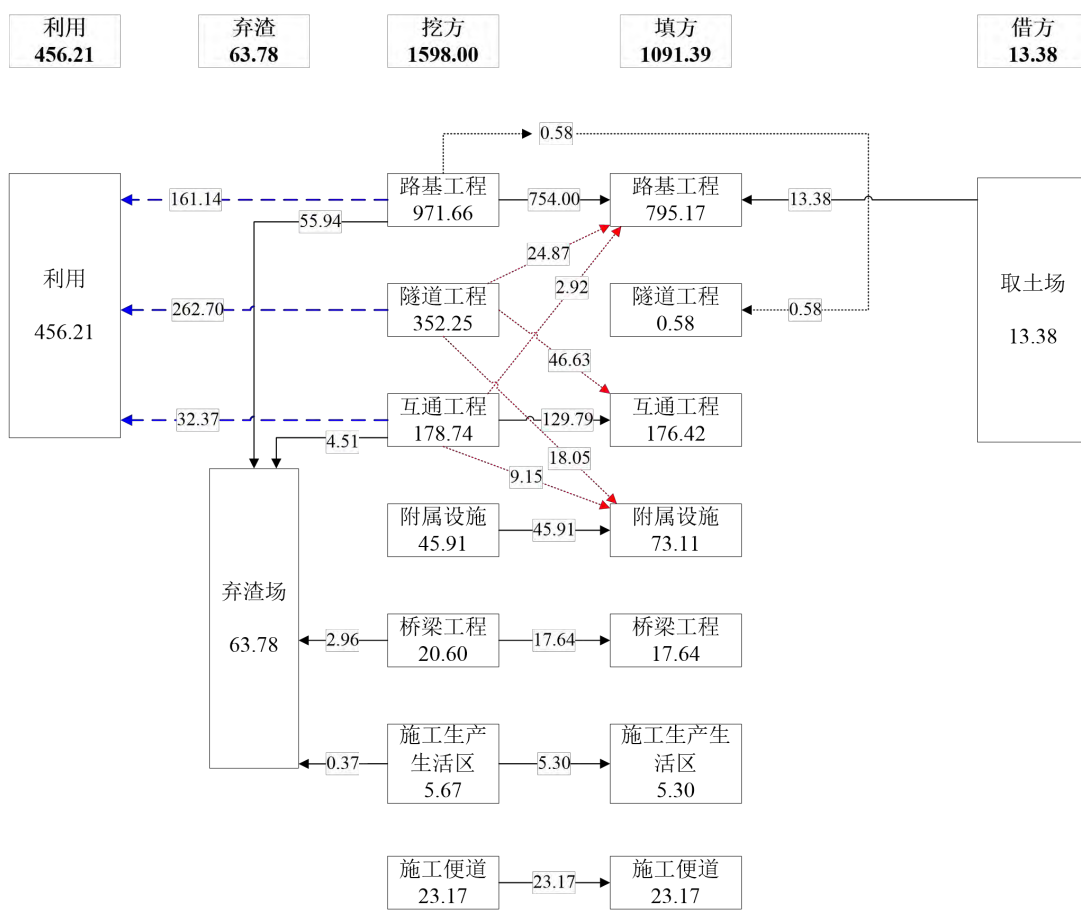 利用
456.21
弃渣
63.78
挖方
1598.00
填方
1091.39
借方
13.38
0.58
161.14
路基工程
971.66
754.00
路基工程
795.17
13.38
55.94
24.87
2.92
利用
456.21
262.70
隧道工程
352.25
隧道工程
0.58
0.58
取土场
13.38
46.63
32.37
互通工程
178.74
129.79
互通工程
176.42
4.51
18.05
9.15
附属设施
45.91
45.91
附属设施
73.11
弃渣场
63.78
2.96
桥梁工程
20.60
17.64
桥梁工程
17.64
0.37
施工生产
生活区
5.67
5.30
施工生产生
活区
5.30
施工便道
23.17
23.17
施工便道
23.17